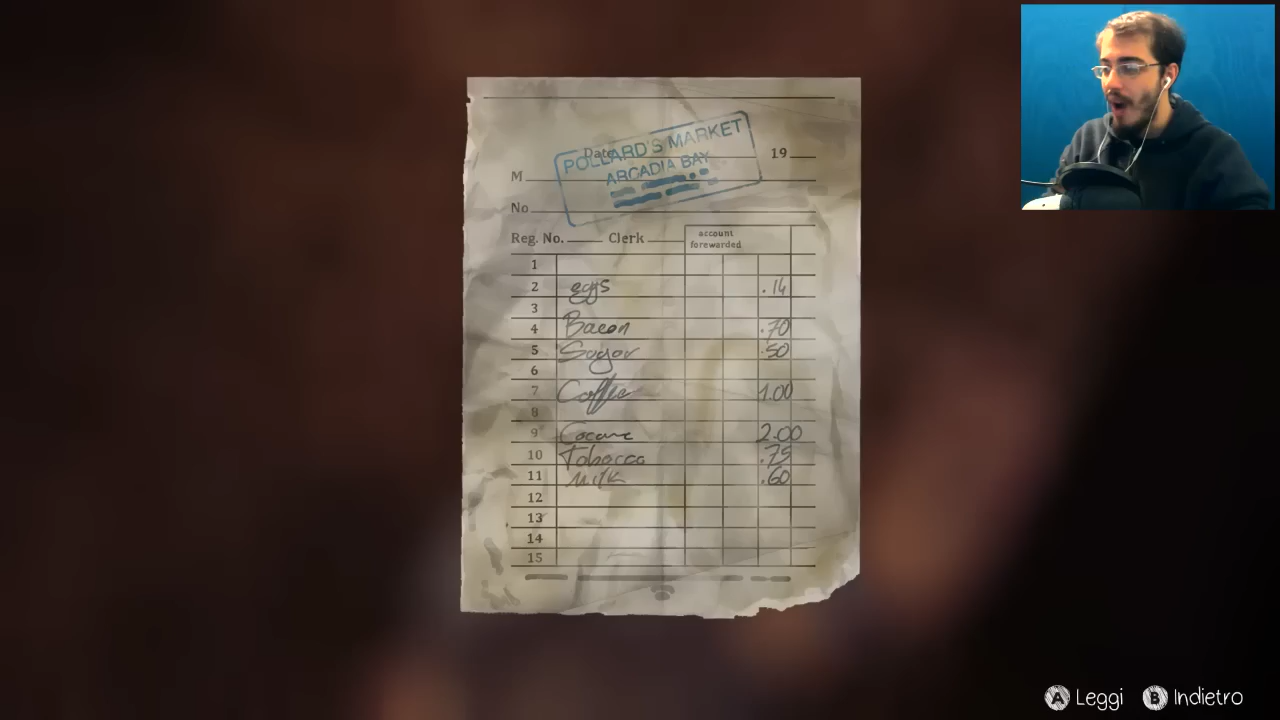 POLLARD'S MARKET
ARCADIA BAY
Date 19
M
No
Reg. No. Clerk account forewarded
1
2 eggs .14
3
4 Bacon .70
5 Sugar .50
6
7 Coffee 1.00
8
9 2.00
10 Tobacco .75
11 Milk .60
12
13
14
15
A Leggi B Indietro